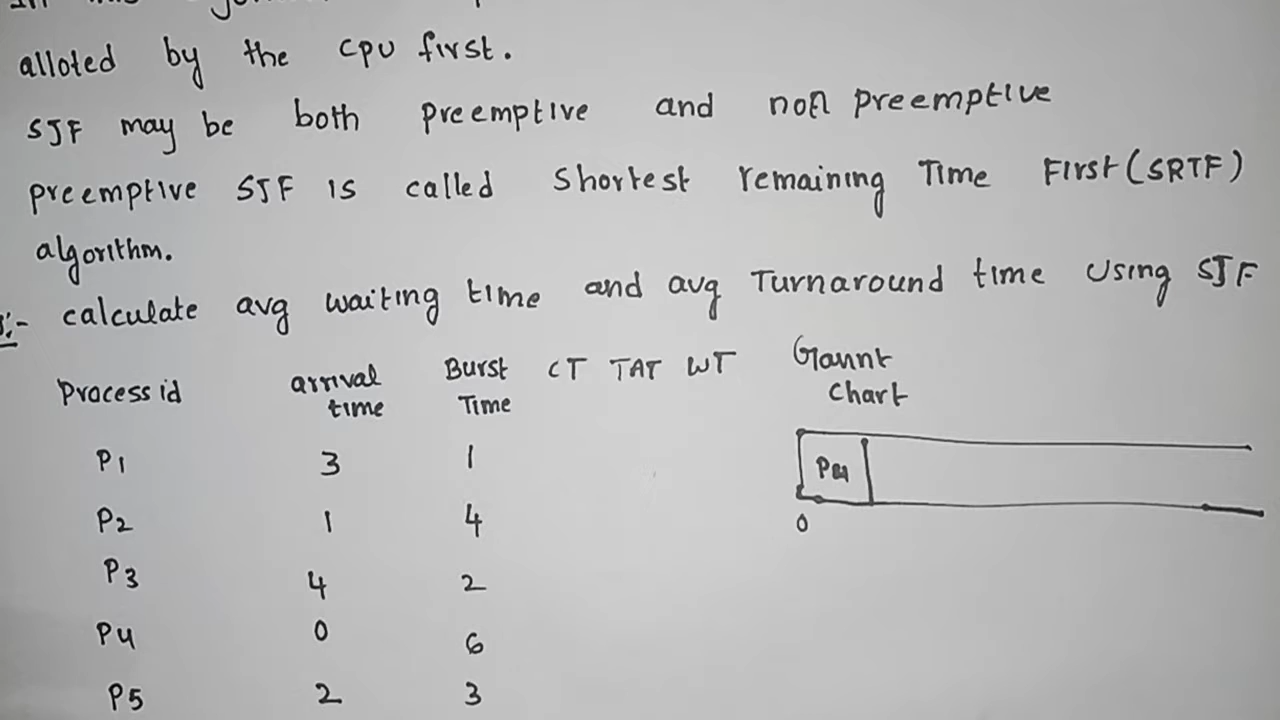 alloted by the CPU first.
SJF may be both preemptive and non preemptive
preemptive SJF is called shortest remaining Time First (SRTF)
algorithm.
:- calculate avg waiting time and avg Turnaround time using SJF
Process id arrival time Burst Time CT TAT WT Gannt chart
P1 3 1
P2 1 4
P3 4 2
P4 0 6
P5 2 3
P4
0